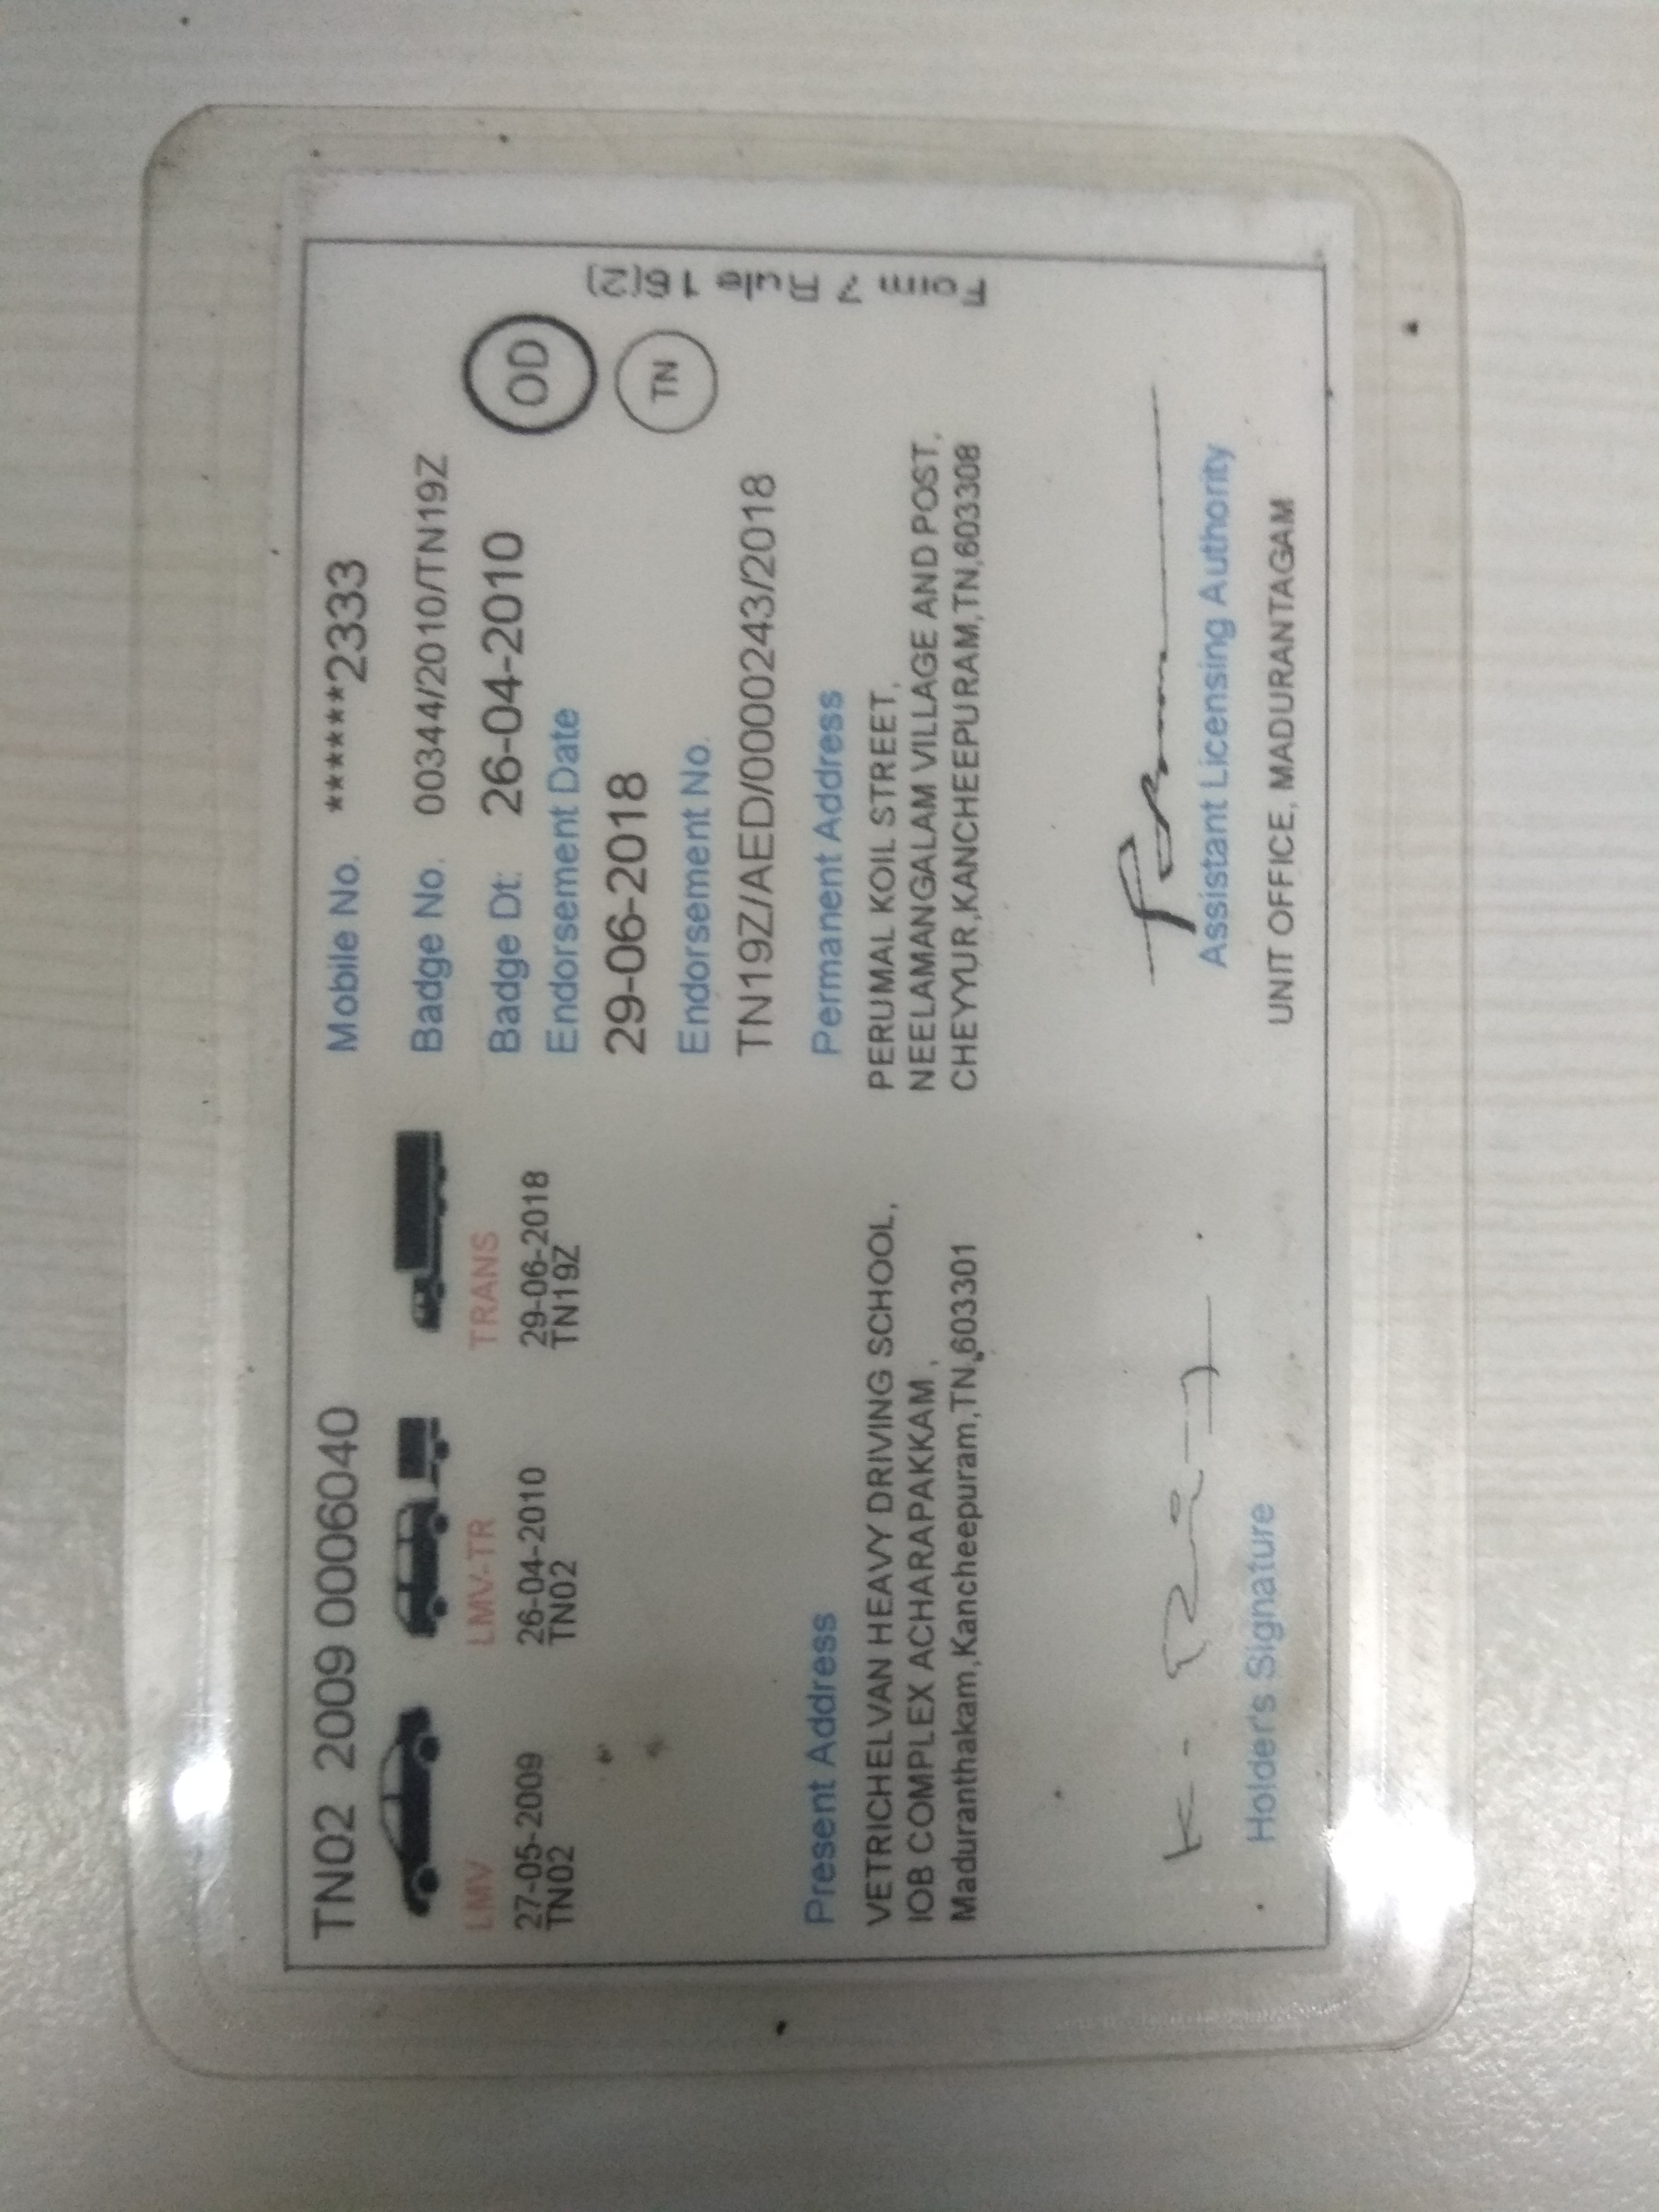 TN02 2009 0006040
LMV
27-05-2009
TN02
LMV-TR
26-04-2010
TN02
TRANS
29-06-2018
TN19Z
Mobile No. ******2333
Badge No. 00344/2010/TN19Z
Badge Dt: 26-04-2010
Endorsement Date
29-06-2018
Endorsement No.
TN19Z/AED/0000243/2018
OD
TN
Form 7 Rule 16(2)
Present Address
VETRICHELVAN HEAVY DRIVING SCHOOL,
IOB COMPLEX ACHARAPAKKAM ,
Maduranthakam,Kancheepuram,TN,603301
Permanent Address
PERUMAL KOIL STREET,
NEELAMANGALAM VILLAGE AND POST,
CHEYYUR,KANCHEEPURAM,TN,603308
K.
Holder's Signature
Assistant Licensing Authority
UNIT OFFICE, MADURANTAGAM